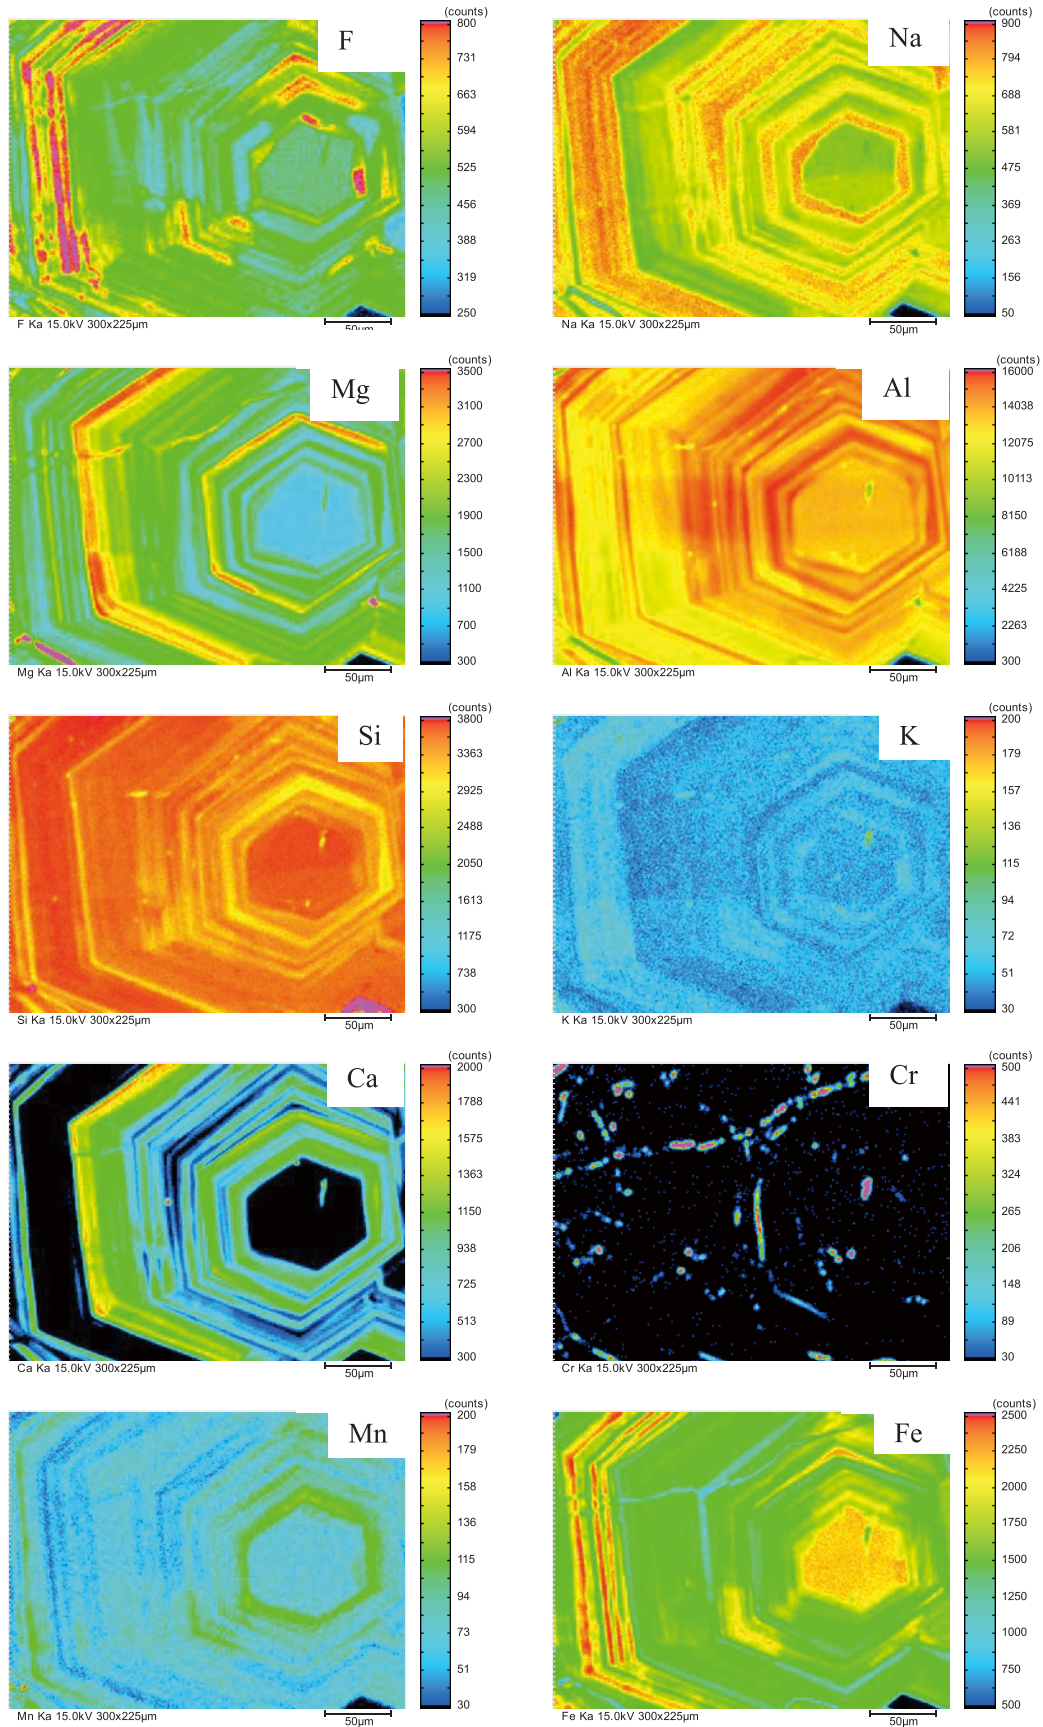 F
(counts)
800
731
663
594
525
456
388
319
250
F Ka 15.0kV 300x225µm
50µm
Na
(counts)
900
794
688
581
475
369
263
156
50
Na Ka 15.0kV 300x225µm
50µm
Mg
(counts)
3500
3100
2700
2300
1900
1500
1100
700
300
Mg Ka 15.0kV 300x225µm
50µm
Al
(counts)
16000
14038
12075
10113
8150
6188
4225
2263
300
Al Ka 15.0kV 300x225µm
50µm
Si
(counts)
3800
3363
2925
2488
2050
1613
1175
738
300
Si Ka 15.0kV 300x225µm
50µm
K
(counts)
200
179
157
136
115
94
72
51
30
K Ka 15.0kV 300x225µm
50µm
Ca
(counts)
2000
1788
1575
1363
1150
938
725
513
300
Ca Ka 15.0kV 300x225µm
50µm
Cr
(counts)
500
441
383
324
265
206
148
89
30
Cr Ka 15.0kV 300x225µm
50µm
Mn
(counts)
200
179
158
136
115
94
73
51
30
Mn Ka 15.0kV 300x225µm
50µm
Fe
(counts)
2500
2250
2000
1750
1500
1250
1000
750
500
Fe Ka 15.0kV 300x225µm
50µm